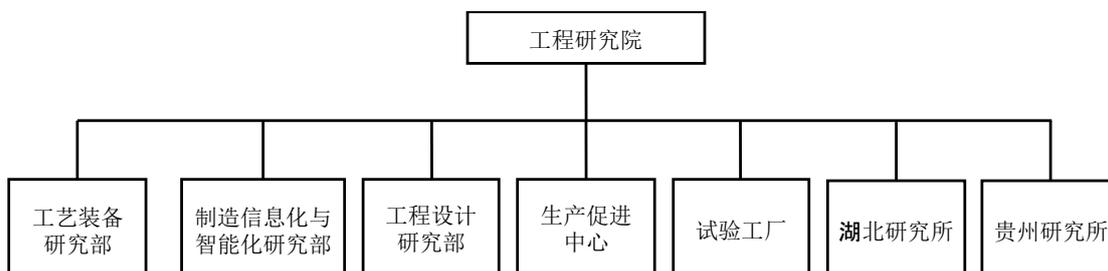 工程研究院
工艺装备
研究部
制造信息化与
智能化研究部
工程设计
研究部
生产促进
中心
试验工厂
湖北研究所
贵州研究所